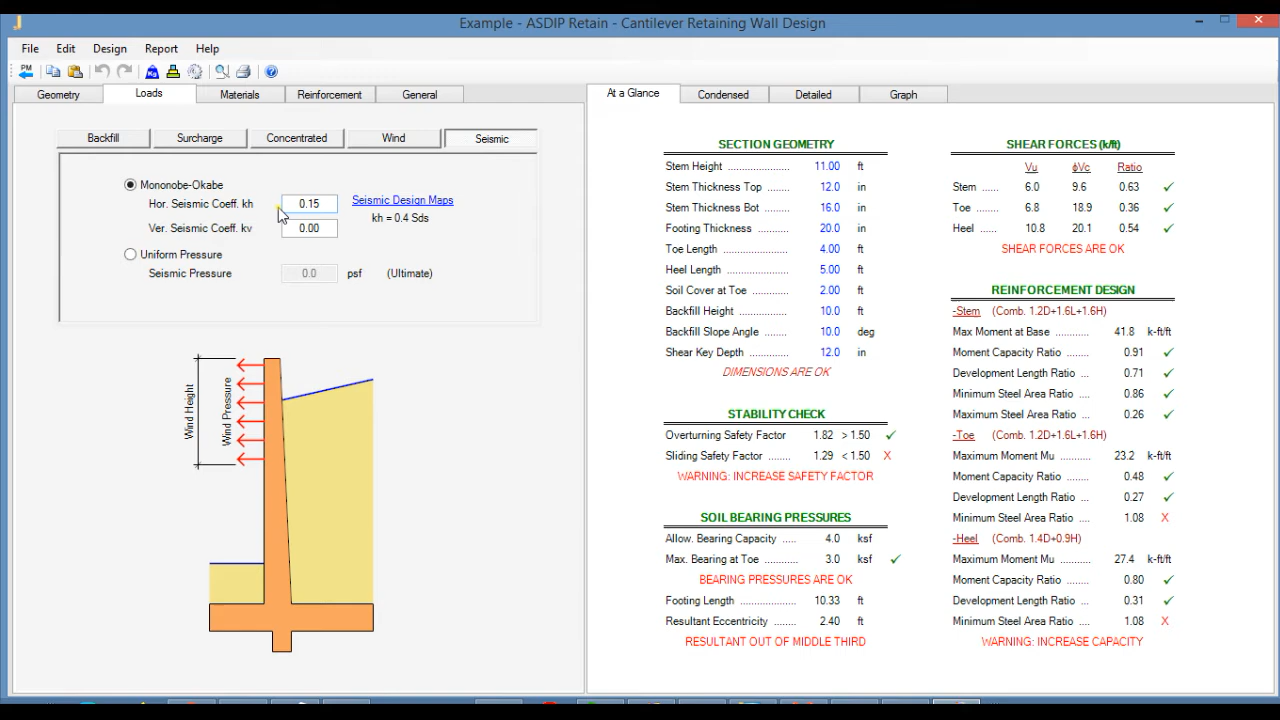 Example - ASDIP Retain - Cantilever Retaining Wall Design
File Edit Design Report Help
PM
Geometry Loads Materials Reinforcement General
Backfill Surcharge Concentrated Wind Seismic
Mononobe-Okabe
Hor. Seismic Coeff. kh 0.15 Seismic Design Maps
kh = 0.4 Sds
Ver. Seismic Coeff. kv 0.00
Uniform Pressure
Seismic Pressure 0.0 psf (Ultimate)
Wind Height
Wind Pressure
At a Glance Condensed Detailed Graph
SECTION GEOMETRY
Stem Height 11.00 ft
Stem Thickness Top ...... 12.0 in
Stem Thickness Bot ...... 16.0 in
Footing Thickness ......... 20.0 in
Toe Length .................... 4.00 ft
Heel Length ................... 5.00 ft
Soil Cover at Toe ............ 2.00 ft
Backfill Height ................ 10.0 ft
Backfill Slope Angle ....... 10.0 deg
Shear Key Depth ........... 12.0 in
DIMENSIONS ARE OK
STABILITY CHECK
Overturning Safety Factor 1.82 > 1.50 ✓
Sliding Safety Factor ........ 1.29 < 1.50 X
WARNING: INCREASE SAFETY FACTOR
SOIL BEARING PRESSURES
Allow. Bearing Capacity ..... 4.0 ksf
Max. Bearing at Toe ............ 3.0 ksf ✓
BEARING PRESSURES ARE OK
Footing Length ................... 10.33 ft
Resultant Eccentricity ........ 2.40 ft
RESULTANT OUT OF MIDDLE THIRD
SHEAR FORCES (k/ft)
Vu ϕVc Ratio
Stem ...... 6.0 9.6 0.63 ✓
Toe ....... 6.8 18.9 0.36 ✓
Heel ...... 10.8 20.1 0.54 ✓
SHEAR FORCES ARE OK
REINFORCEMENT DESIGN
-Stem (Comb. 1.2D+1.6L+1.6H)
Max Moment at Base ............ 41.8 k-ft/ft
Moment Capacity Ratio ........ 0.91 ✓
Development Length Ratio ... 0.71 ✓
Minimum Steel Area Ratio .... 0.86 ✓
Maximum Steel Area Ratio ... 0.26 ✓
-Toe (Comb. 1.2D+1.6L+1.6H)
Maximum Moment Mu ........... 23.2 k-ft/ft
Moment Capacity Ratio ........ 0.48 ✓
Development Length Ratio ... 0.27 ✓
Minimum Steel Area Ratio .... 1.08 X
-Heel (Comb. 1.4D+0.9H)
Maximum Moment Mu ........... 27.4 k-ft/ft
Moment Capacity Ratio ........ 0.80 ✓
Development Length Ratio ... 0.31 ✓
Minimum Steel Area Ratio .... 1.08 X
WARNING: INCREASE CAPACITY